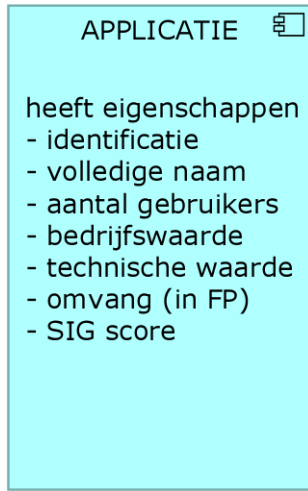 APPLICATIE
heeft eigenschappen
- identificatie
- volledige naam
- aantal gebruikers
- bedrijfswaarde
- technische waarde
- omvang (in FP)
- SIG score